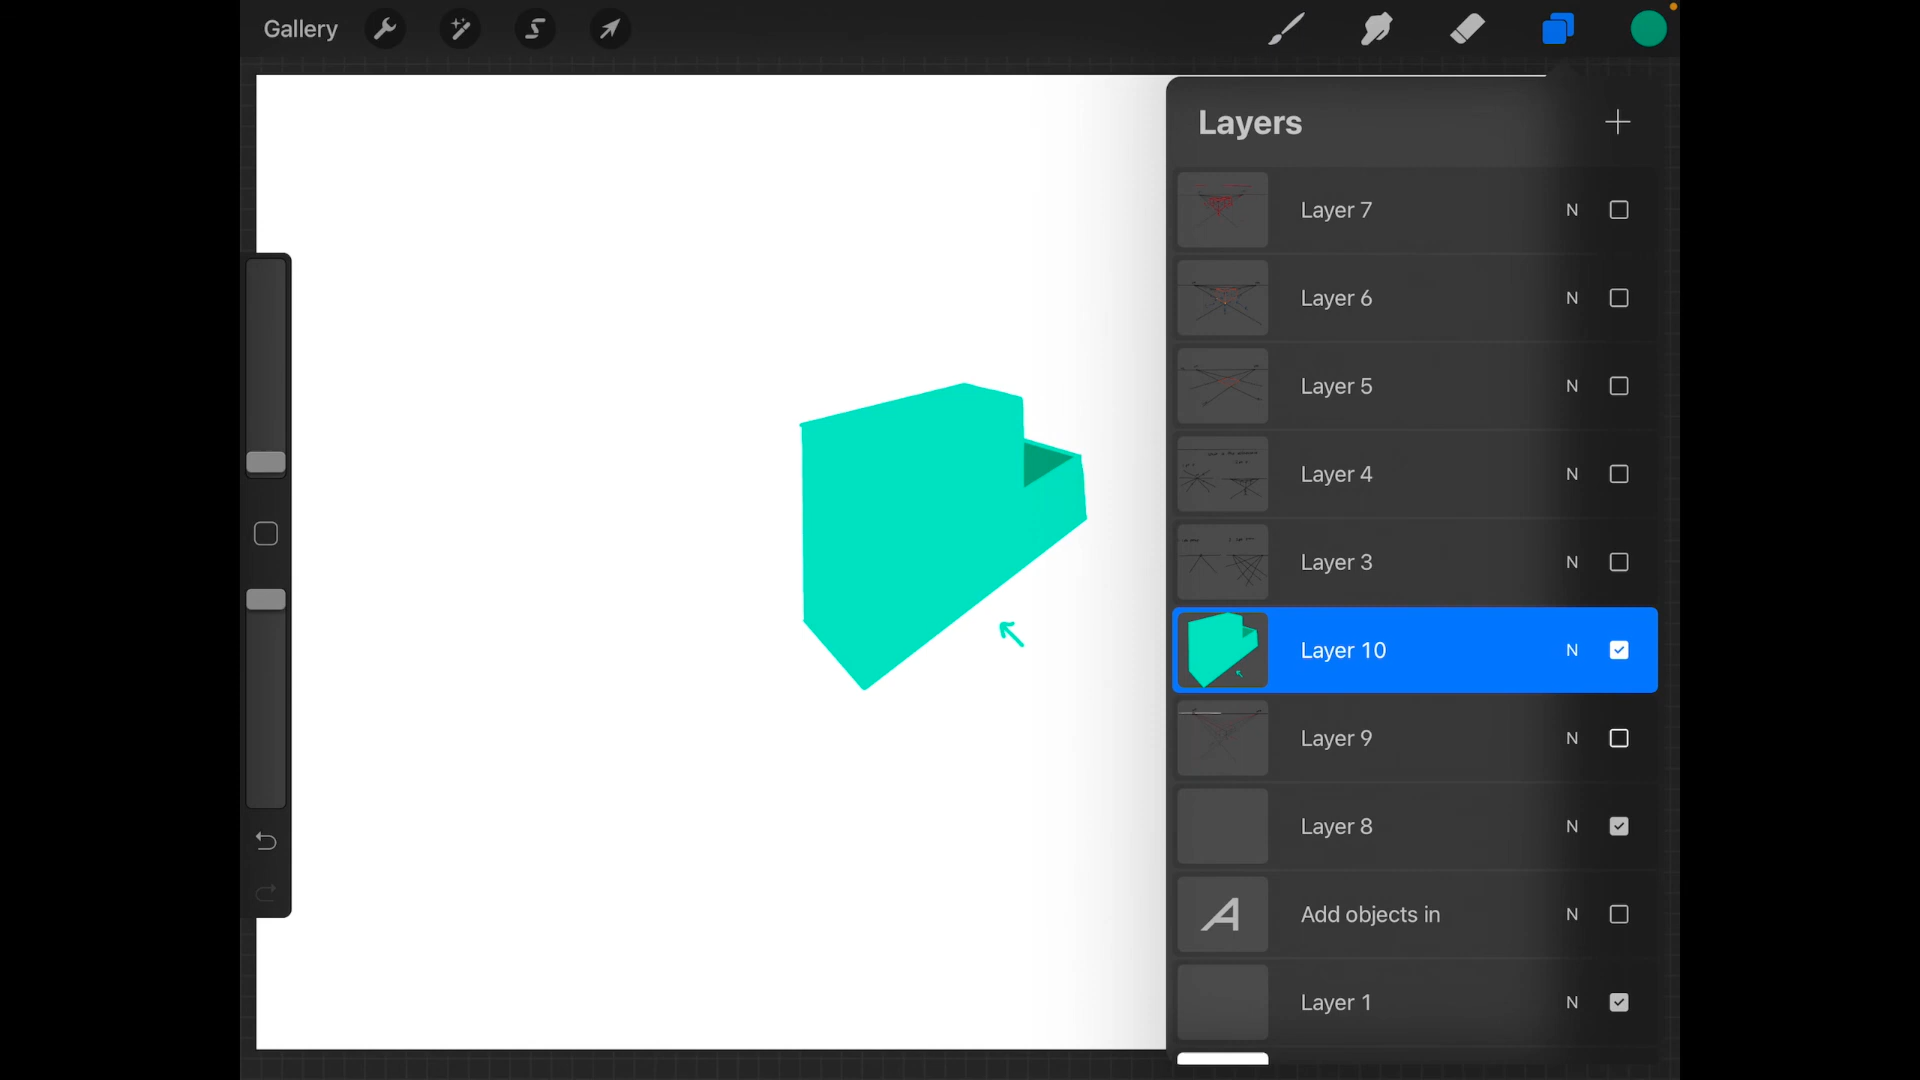 Gallery
Layers
Layer 7 N
Layer 6 N
Layer 5 N
Layer 4 N
Layer 3 N
Layer 10 N
Layer 9 N
Layer 8 N
A Add objects in N
Layer 1 N